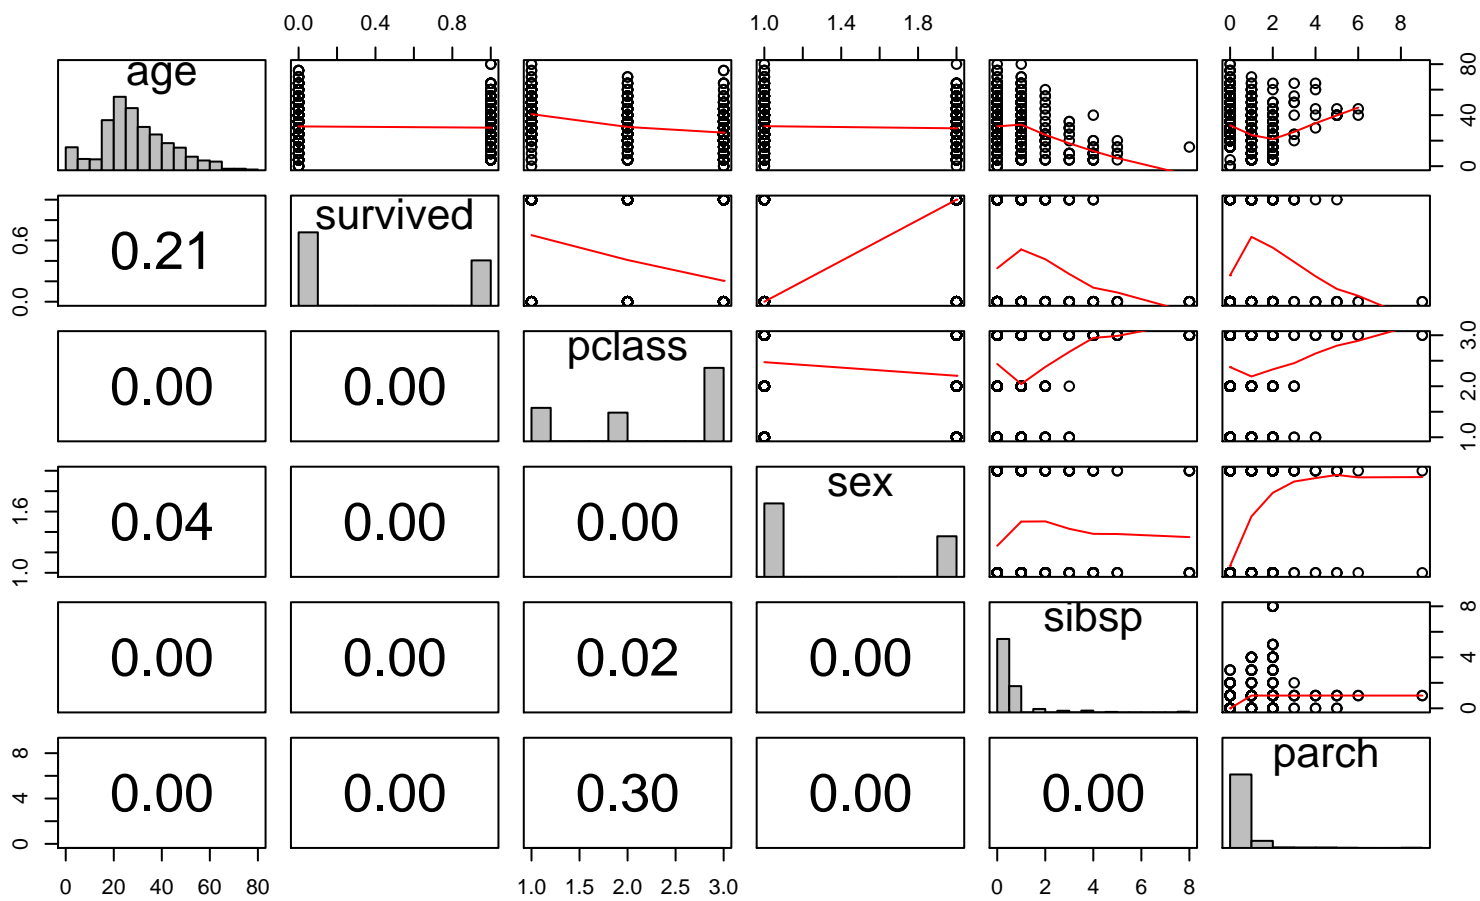 0.0 0.4 0.8 1.0 1.4 1.8 0 2 4 6 8
age 0 40 80
0.0 0.6 0.21 survived
0.00 0.00 pclass 1.0 2.0 3.0
1.0 1.6 0.04 0.00 0.00 sex
0.00 0.00 0.02 0.00 sibsp 0 4 8
0 4 8 0.00 0.00 0.30 0.00 0.00 parch
0 20 40 60 80 1.0 1.5 2.0 2.5 3.0 0 2 4 6 8